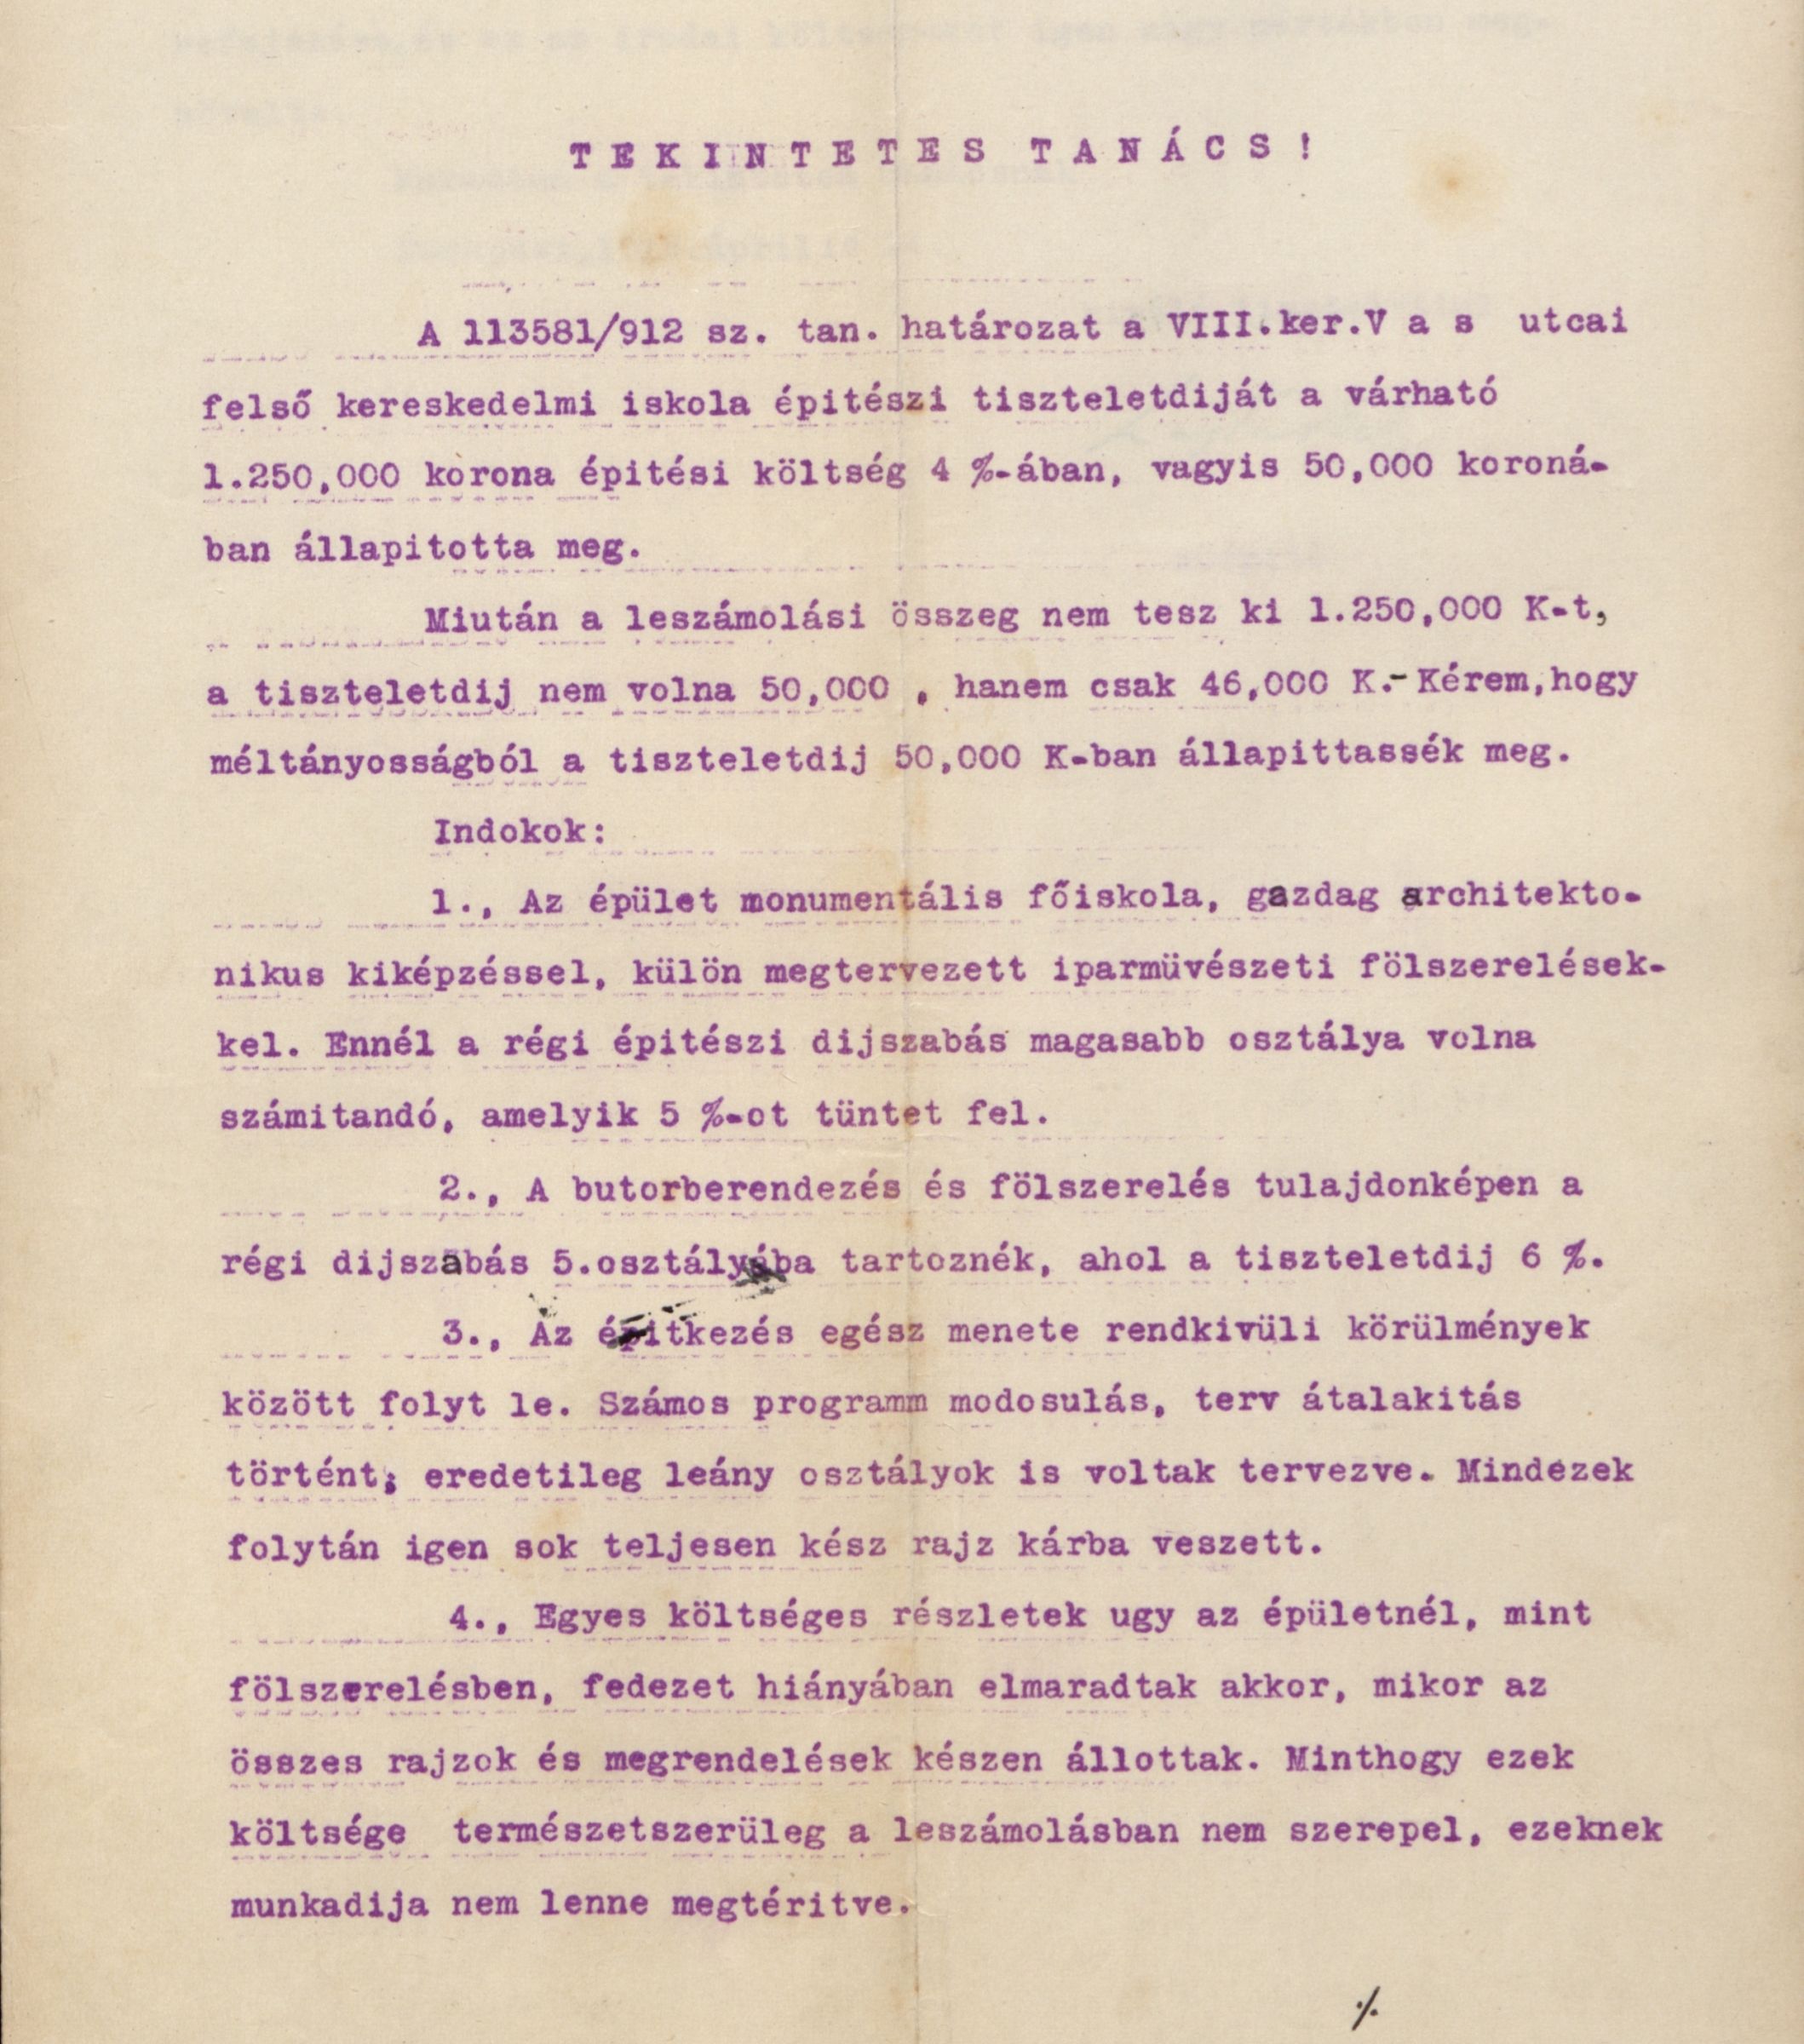 TEKINTETES TANÁCS!
A 113581/912 sz. tan. határozat a VIII.ker.V a s utcai
felső kereskedelmi iskola épitészi tiszteletdiját a várható
1.250,000 korona épitési költség 4 %-ában, vagyis 50,000 koroná-
ban állapitotta meg.
Miután a leszámolási összeg nem tesz ki 1.250,000 K-t,
a tiszteletdij nem volna 50,000 , hanem csak 46,000 K.- Kérem,hogy
méltányosságból a tiszteletdij 50,000 K-ban állapittassék meg.
Indokok:
1., Az épület monumentális főiskola, gazdag architekto-
nikus kiképzéssel, külön megtervezett iparmüvészeti fölszerelések-
kel. Ennél a régi épitészi dijszabás magasabb osztálya volna
számitandó, amelyik 5 %-ot tüntet fel.
2., A butorberendezés és fölszerelés tulajdonképen a
régi dijszabás 5.osztályába tartoznék, ahol a tiszteletdij 6 %.
3., Az épitkezés egész menete rendkivüli körülmények
között folyt le. Számos programm modosulás, terv átalakitás
történt; eredetileg leány osztályok is voltak tervezve. Mindezek
folytán igen sok teljesen kész rajz kárba veszett.
4., Egyes költséges részletek ugy az épületnél, mint
fölszerelésben, fedezet hiányában elmaradtak akkor, mikor az
összes rajzok és megrendelések készen állottak. Minthogy ezek
költsége természetszerüleg a leszámolásban nem szerepel, ezeknek
munkadija nem lenne megtéritve.
./.